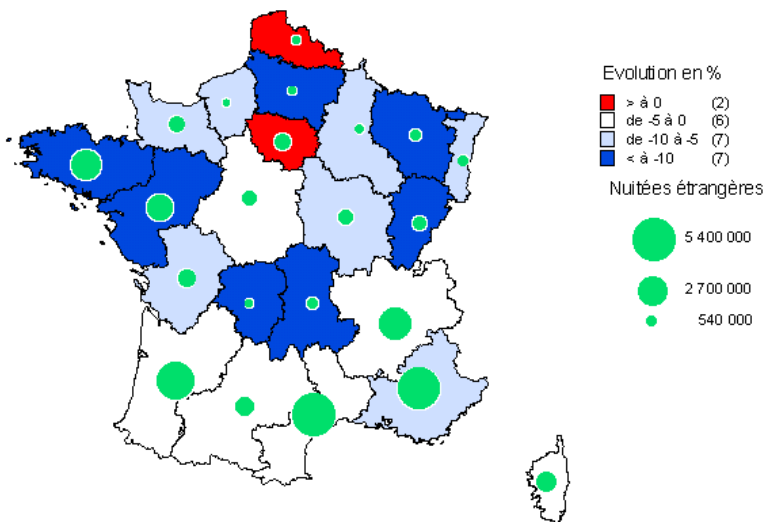 Evolution en %
> à 0 (2)
de -5 à 0 (6)
de -10 à -5 (7)
< à -10 (7)
Nuitées étrangères
5 400 000
2 700 000
540 000